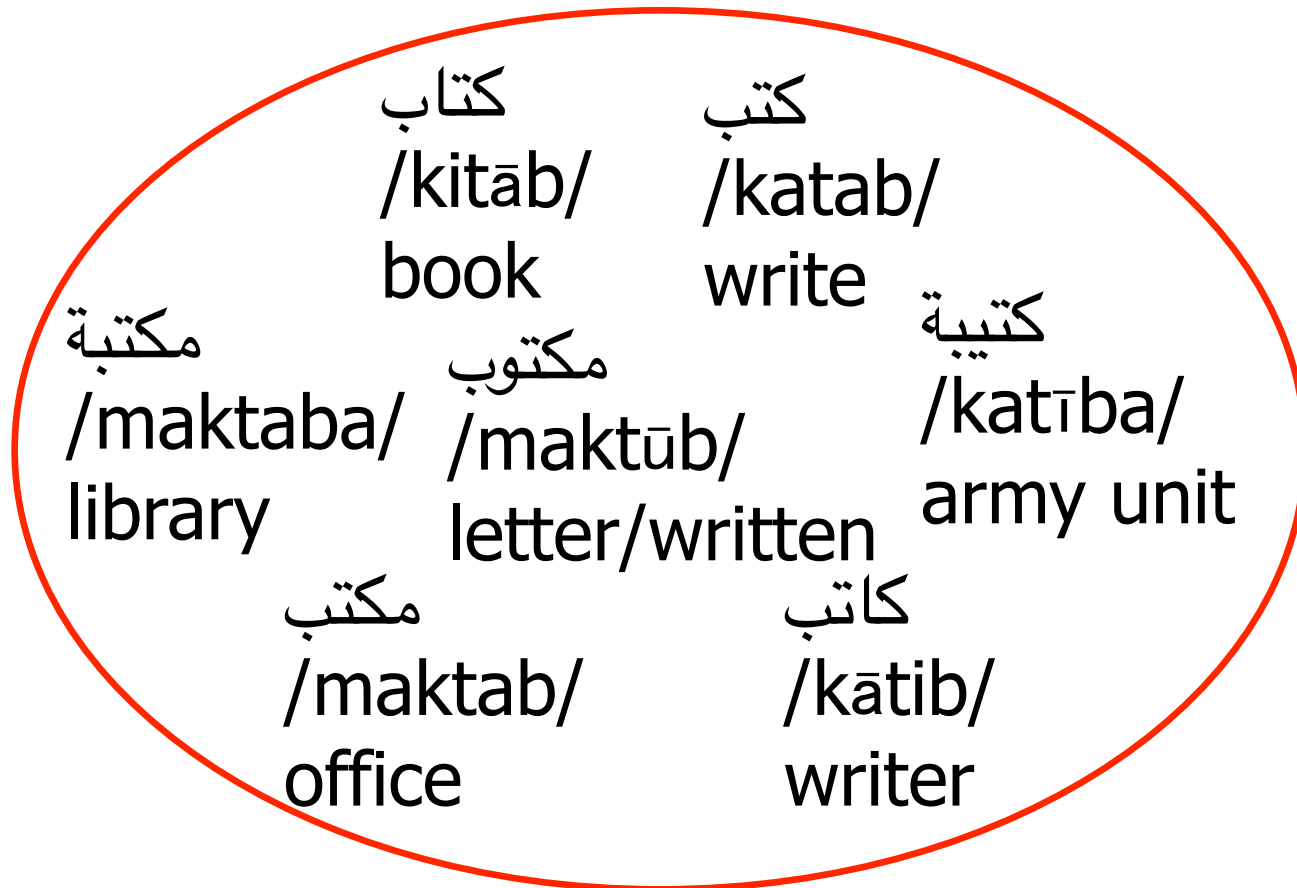 كتاب
/kitāb/
book
كتب
/katab/
write
مكتبة
/maktaba/
library
مكتوب
/maktūb/
letter/written
كتيبة
/katība/
army unit
مكتب
/maktab/
office
كاتب
/kātib/
writer